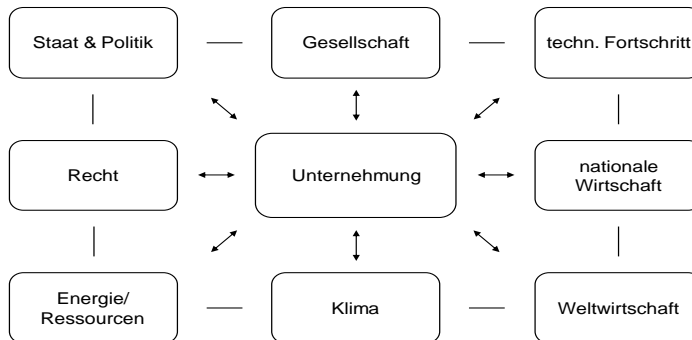 Staat & Politik
Gesellschaft
techn. Fortschritt
Recht
Unternehmung
nationale
Wirtschaft
Energie/
Ressourcen
Klima
Weltwirtschaft